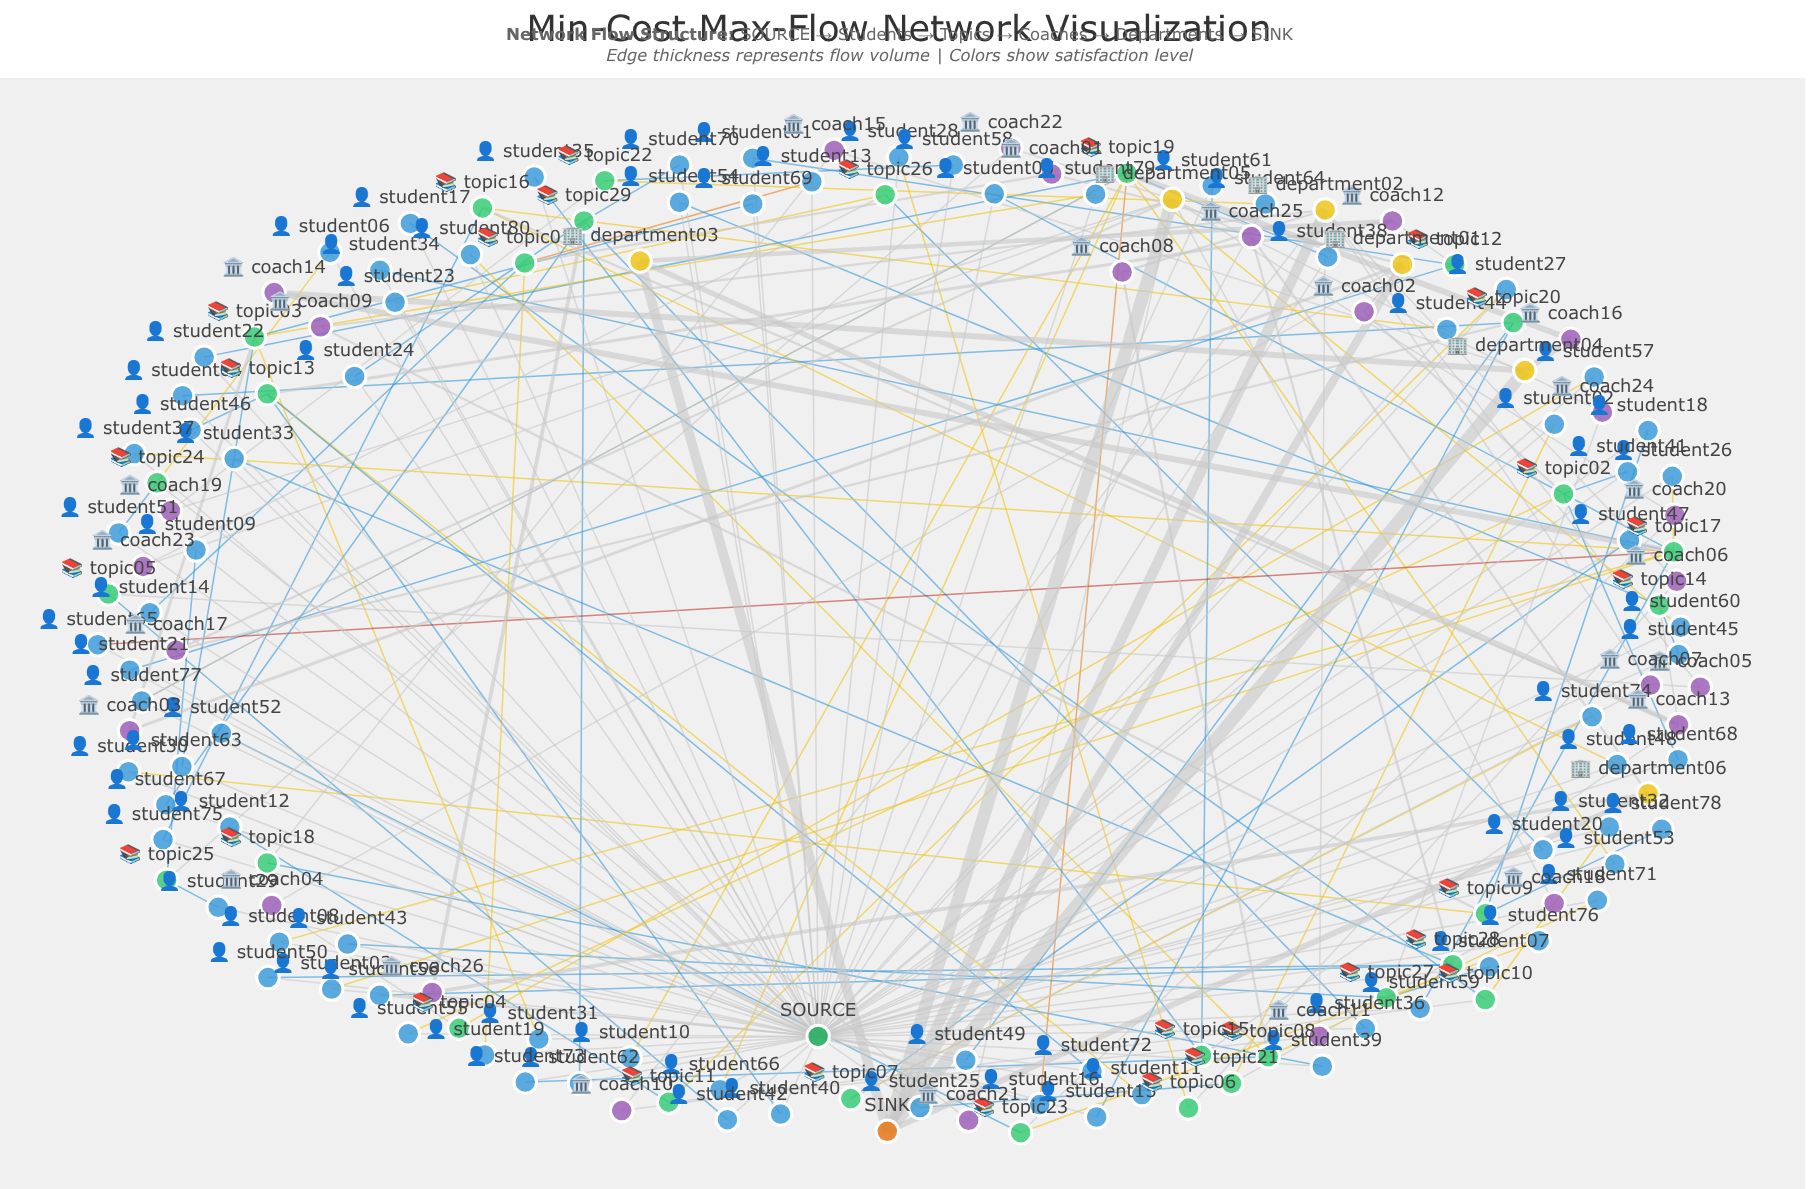 Min-Cost Max-Flow Network Visualization
Network Flow Structure: SOURCE → Students → Topics → Coaches → Departments → SINK
Edge thickness represents flow volume | Colors show satisfaction level
coach22
coach15
student28
student70
student58
topic19
coach01
student35
topic22
student13
student61
topic26
student79
student54
student69
topic16
student64
department02
department05
topic29
student17
coach12
coach25
student06
student80
student38
department03
department01
topic12
student34
coach08
student27
coach14
student23
coach02
topic20
coach09
student44
topic03
coach16
student22
department04
student24
student57
topic13
coach24
student02
student46
student18
student37
student33
student41
student26
topic24
topic02
coach19
coach20
student51
student47
student09
topic17
coach23
coach06
topic05
topic14
student14
student60
student65
coach17
student45
student21
coach07
coach05
student77
student74
coach13
coach03
student52
student68
student63
student48
student30
department06
student67
student12
student32
student78
student75
student20
topic18
student53
topic25
student29
coach04
student71
coach18
topic09
student08
student43
student76
topic28
student07
student50
student56
coach26
topic27
topic10
student59
topic04
student36
SOURCE
coach11
student55
student31
student19
topic15
topic08
student10
student49
student39
student72
student73
student62
topic21
student66
student11
topic07
topic11
student16
student25
coach10
topic06
student40
student42
coach21
student15
SINK
topic23